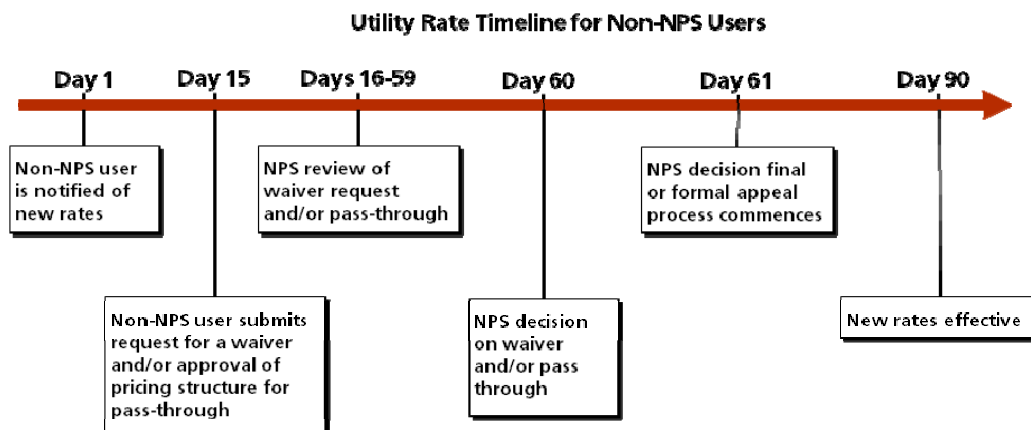 Utility Rate Timeline for Non-NPS Users
Day 1
Day 15
Days 16-59
Day 60
Day 61
Day 90
Non-NPS user
is notified of
new rates
NPS review of
waiver request
and/or pass-through
NPS decision final
or formal appeal
process commences
Non-NPS user submits
request for a waiver
and/or approval of
pricing structure for
pass-through
NPS decision
on waiver
and/or pass
through
New rates effective